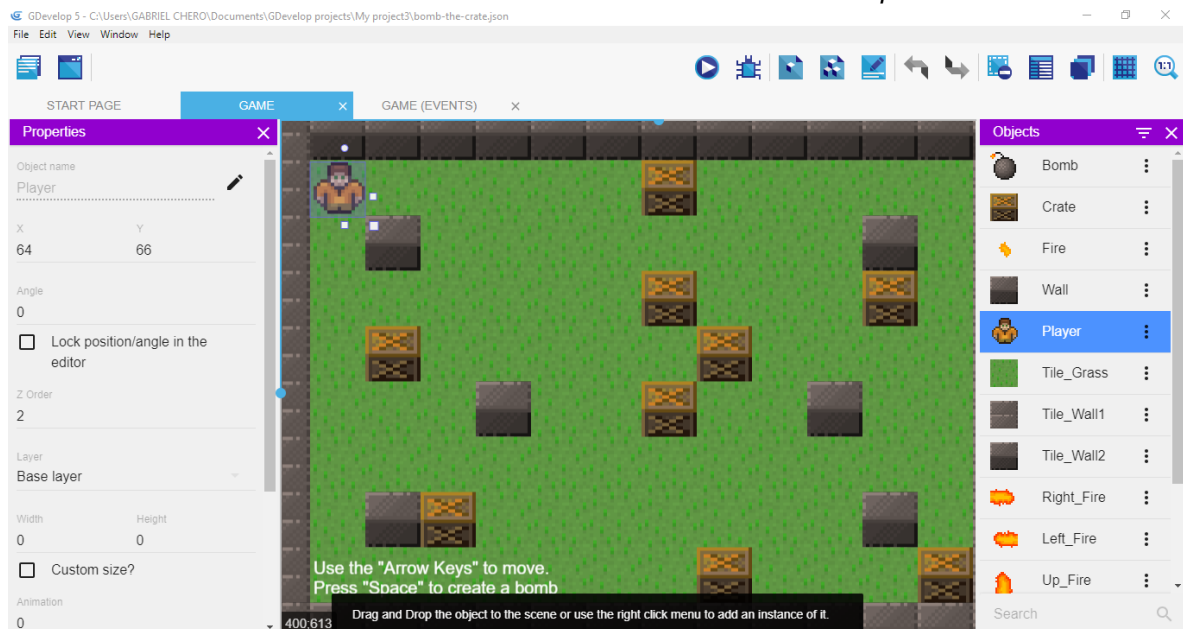 GDevelop 5 - C:\Users\GABRIEL CHERO\Documents\GDevelop projects\My project3\bomb-the-crate.json
File Edit View Window Help
1:1
START PAGE
GAME
GAME (EVENTS)
Properties
Object name
Player
X Y
64 66
Angle
0
Lock position/angle in the
editor
Z Order
2
Layer
Base layer
Width Height
0 0
Custom size?
Animation
0
Use the "Arrow Keys" to move.
Press "Space" to create a bomb
400:613
Drag and Drop the object to the scene or use the right click menu to add an instance of it.
Objects
Bomb
Crate
Fire
Wall
Player
Tile_Grass
Tile_Wall1
Tile_Wall2
Right_Fire
Left_Fire
Up_Fire
Search